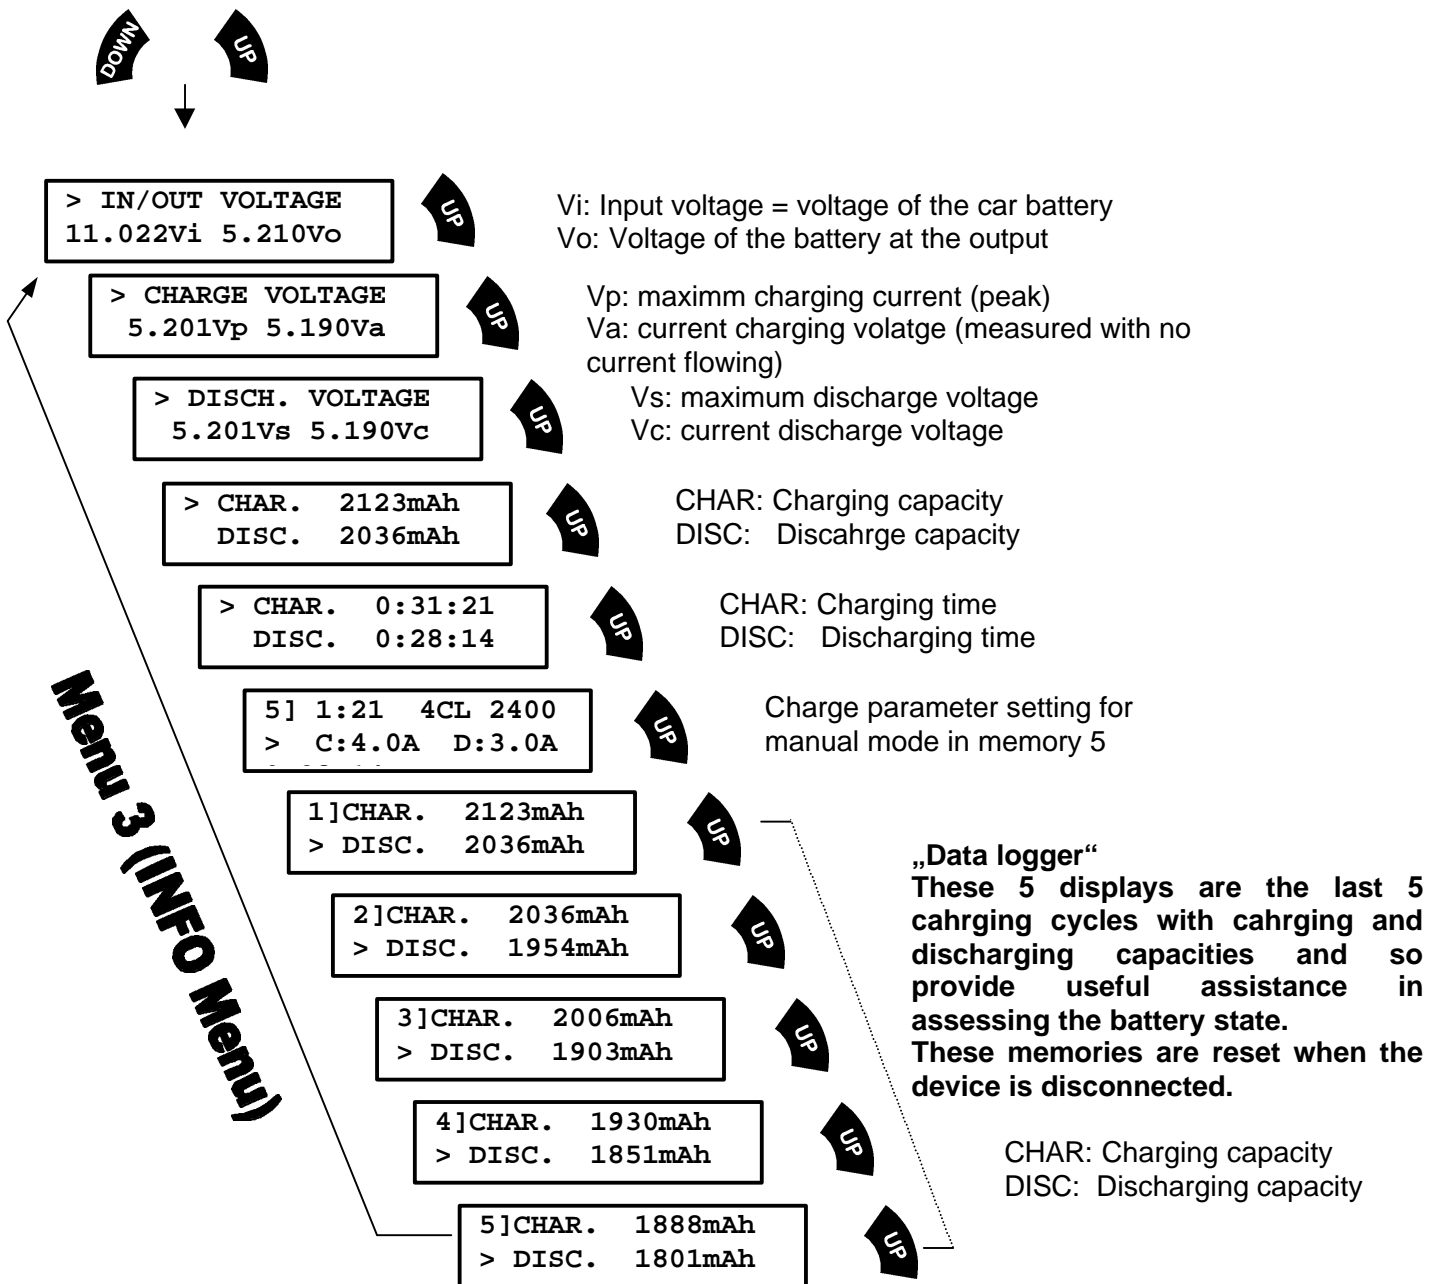 DOWN UP
> IN/OUT VOLTAGE
11.022Vi 5.210Vo
UP
Vi: Input voltage = voltage of the car battery
Vo: Voltage of the battery at the output
> CHARGE VOLTAGE
5.201Vp 5.190Va
UP
Vp: maximm charging current (peak)
Va: current charging volatge (measured with no
current flowing)
> DISCH. VOLTAGE
5.201Vs 5.190Vc
UP
Vs: maximum discharge voltage
Vc: current discharge voltage
> CHAR. 2123mAh
DISC. 2036mAh
UP
CHAR: Charging capacity
DISC: Discahrge capacity
> CHAR. 0:31:21
DISC. 0:28:14
UP
CHAR: Charging time
DISC: Discharging time
5] 1:21 4CL 2400
> C:4.0A D:3.0A
UP
Charge parameter setting for
manual mode in memory 5
Menu 3 (INFO Menu)
1]CHAR. 2123mAh
> DISC. 2036mAh
UP
2]CHAR. 2036mAh
> DISC. 1954mAh
UP
3]CHAR. 2006mAh
> DISC. 1903mAh
UP
4]CHAR. 1930mAh
> DISC. 1851mAh
UP
5]CHAR. 1888mAh
> DISC. 1801mAh
UP
„Data logger“
These 5 displays are the last 5
cahrging cycles with cahrging and
discharging capacities and so
provide useful assistance in
assessing the battery state.
These memories are reset when the
device is disconnected.
CHAR: Charging capacity
DISC: Discharging capacity